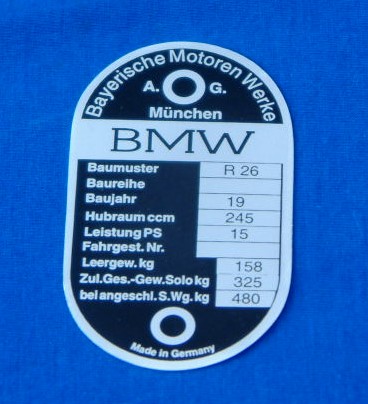 Bayerische Motoren Werke
A. G.
München
BMW
Baumuster R 26
Baureihe
Baujahr 19
Hubraum ccm 245
Leistung PS 15
Fahrgest. Nr.
Leergew. kg 158
Zul.Ges.-Gew.Solo kg 325
bei angeschl. S.Wg. kg 480
Made in Germany